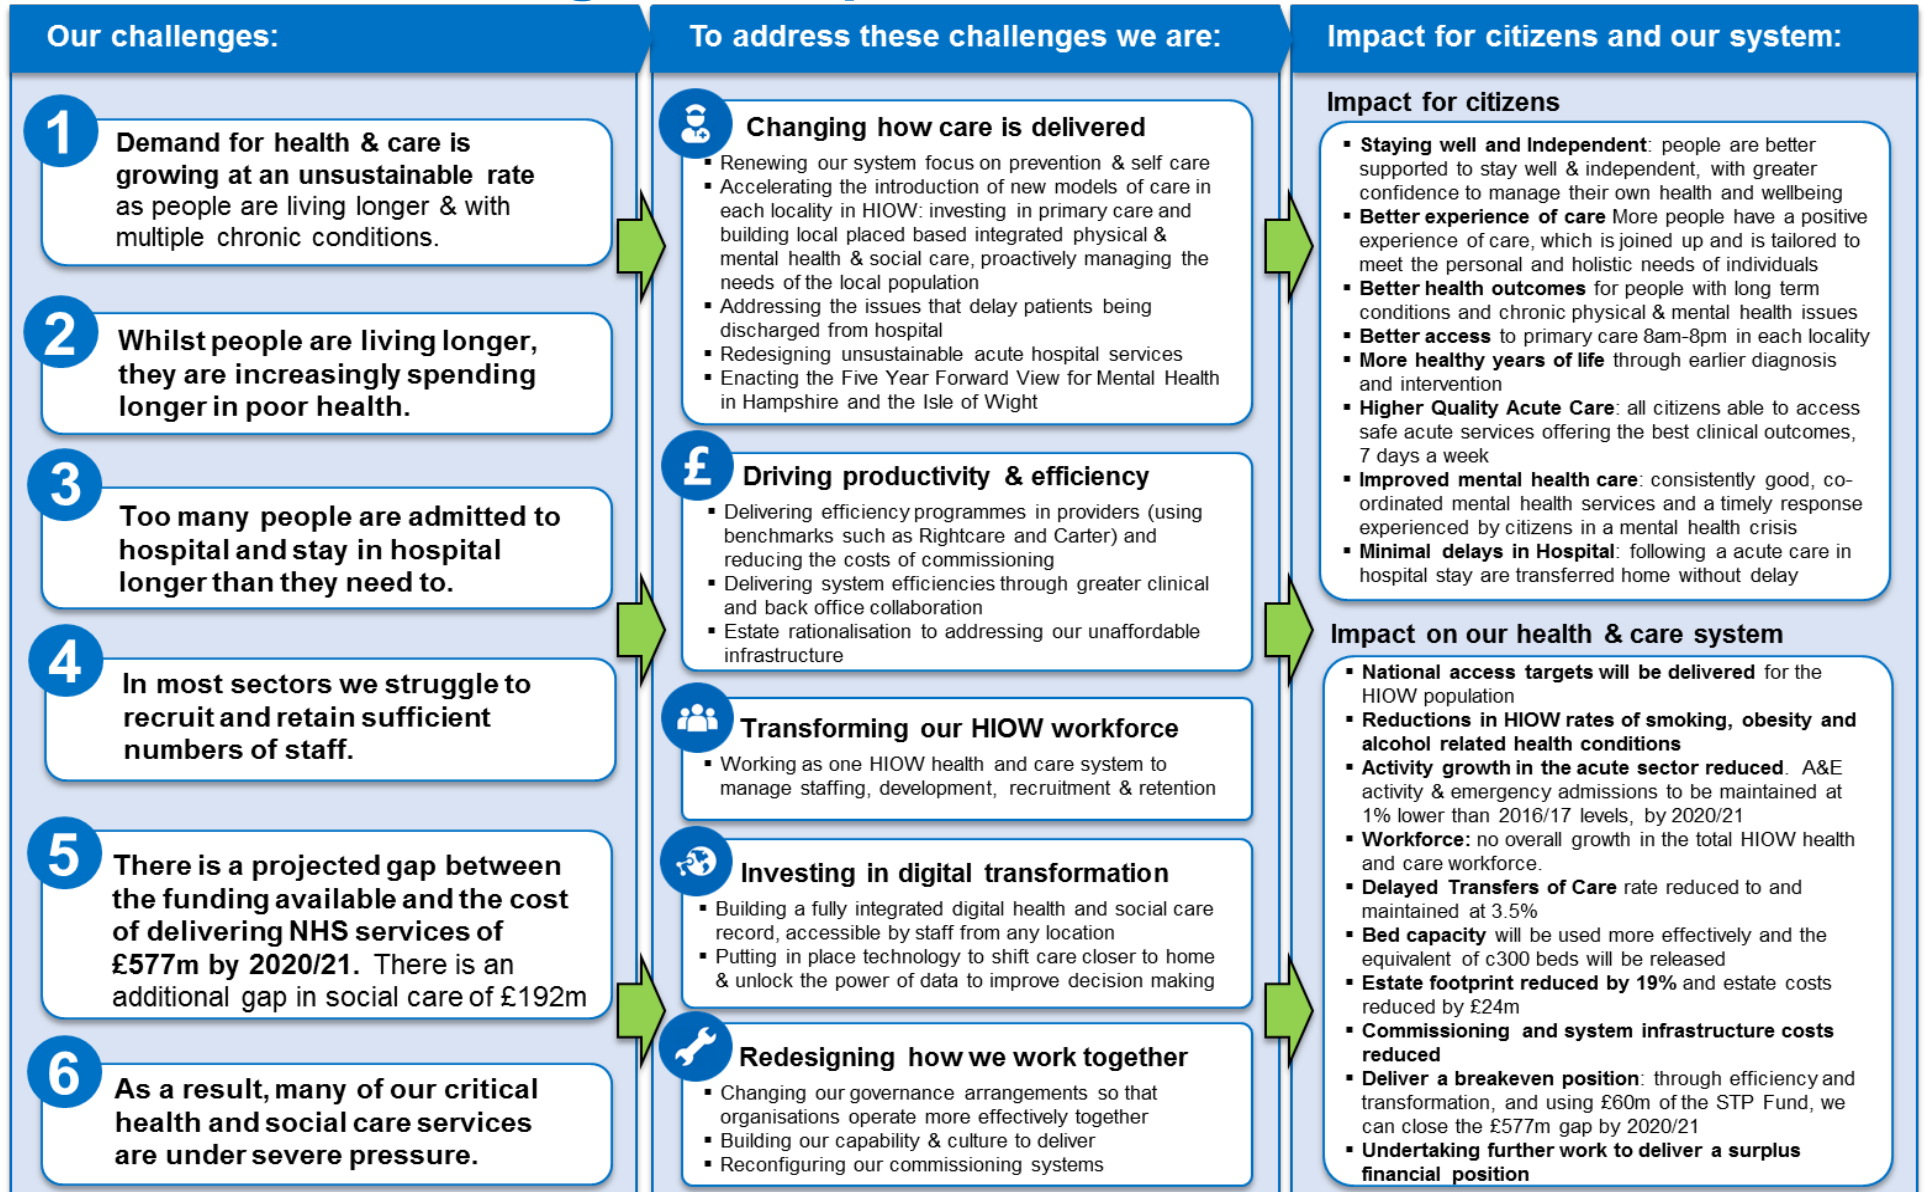 Our challenges:
1
Demand for health & care is
growing at an unsustainable rate
as people are living longer & with
multiple chronic conditions.
2
Whilst people are living longer,
they are increasingly spending
longer in poor health.
3
Too many people are admitted to
hospital and stay in hospital
longer than they need to.
4
In most sectors we struggle to
recruit and retain sufficient
numbers of staff.
5
There is a projected gap between
the funding available and the cost
of delivering NHS services of
£577m by 2020/21. There is an
additional gap in social care of £192m
6
As a result, many of our critical
health and social care services
are under severe pressure.
To address these challenges we are:
Changing how care is delivered
▪ Renewing our system focus on prevention & self care
▪ Accelerating the introduction of new models of care in
each locality in HIOW: investing in primary care and
building local placed based integrated physical &
mental health & social care, proactively managing the
needs of the local population
▪ Addressing the issues that delay patients being
discharged from hospital
▪ Redesigning unsustainable acute hospital services
▪ Enacting the Five Year Forward View for Mental Health
in Hampshire and the Isle of Wight
£
Driving productivity & efficiency
▪ Delivering efficiency programmes in providers (using
benchmarks such as Rightcare and Carter) and
reducing the costs of commissioning
▪ Delivering system efficiencies through greater clinical
and back office collaboration
▪ Estate rationalisation to addressing our unaffordable
infrastructure
Transforming our HIOW workforce
▪ Working as one HIOW health and care system to
manage staffing, development, recruitment & retention
Investing in digital transformation
▪ Building a fully integrated digital health and social care
record, accessible by staff from any location
▪ Putting in place technology to shift care closer to home
& unlock the power of data to improve decision making
Redesigning how we work together
▪ Changing our governance arrangements so that
organisations operate more effectively together
▪ Building our capability & culture to deliver
▪ Reconfiguring our commissioning systems
Impact for citizens and our system:
Impact for citizens
▪ Staying well and Independent: people are better
supported to stay well & independent, with greater
confidence to manage their own health and wellbeing
▪ Better experience of care More people have a positive
experience of care, which is joined up and is tailored to
meet the personal and holistic needs of individuals
▪ Better health outcomes for people with long term
conditions and chronic physical & mental health issues
▪ Better access to primary care 8am-8pm in each locality
▪ More healthy years of life through earlier diagnosis
and intervention
▪ Higher Quality Acute Care: all citizens able to access
safe acute services offering the best clinical outcomes,
7 days a week
▪ Improved mental health care: consistently good, co-
ordinated mental health services and a timely response
experienced by citizens in a mental health crisis
▪ Minimal delays in Hospital: following a acute care in
hospital stay are transferred home without delay
Impact on our health & care system
▪ National access targets will be delivered for the
HIOW population
▪ Reductions in HIOW rates of smoking, obesity and
alcohol related health conditions
▪ Activity growth in the acute sector reduced. A&E
activity & emergency admissions to be maintained at
1% lower than 2016/17 levels, by 2020/21
▪ Workforce: no overall growth in the total HIOW health
and care workforce.
▪ Delayed Transfers of Care rate reduced to and
maintained at 3.5%
▪ Bed capacity will be used more effectively and the
equivalent of c300 beds will be released
▪ Estate footprint reduced by 19% and estate costs
reduced by £24m
▪ Commissioning and system infrastructure costs
reduced
▪ Deliver a breakeven position: through efficiency and
transformation, and using £60m of the STP Fund, we
can close the £577m gap by 2020/21
▪ Undertaking further work to deliver a surplus
financial position